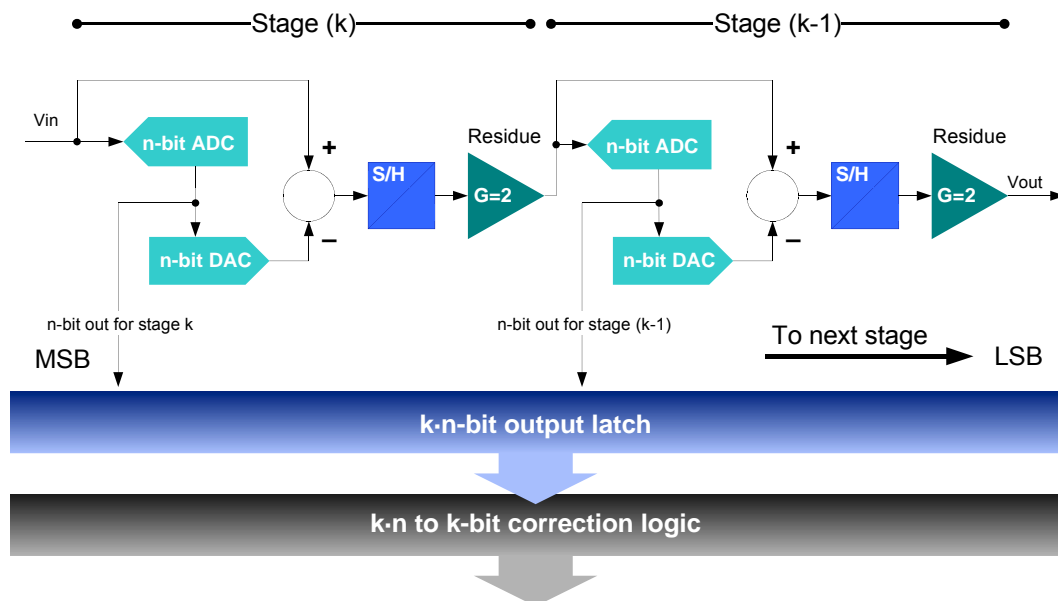 Stage (k)
Stage (k-1)
Vin
n-bit ADC
+
Residue
S/H
G=2
–
n-bit DAC
n-bit out for stage k
n-bit ADC
+
Residue
S/H
G=2
Vout
–
n-bit DAC
n-bit out for stage (k-1)
To next stage
MSB
LSB
k·n-bit output latch
k·n to k-bit correction logic